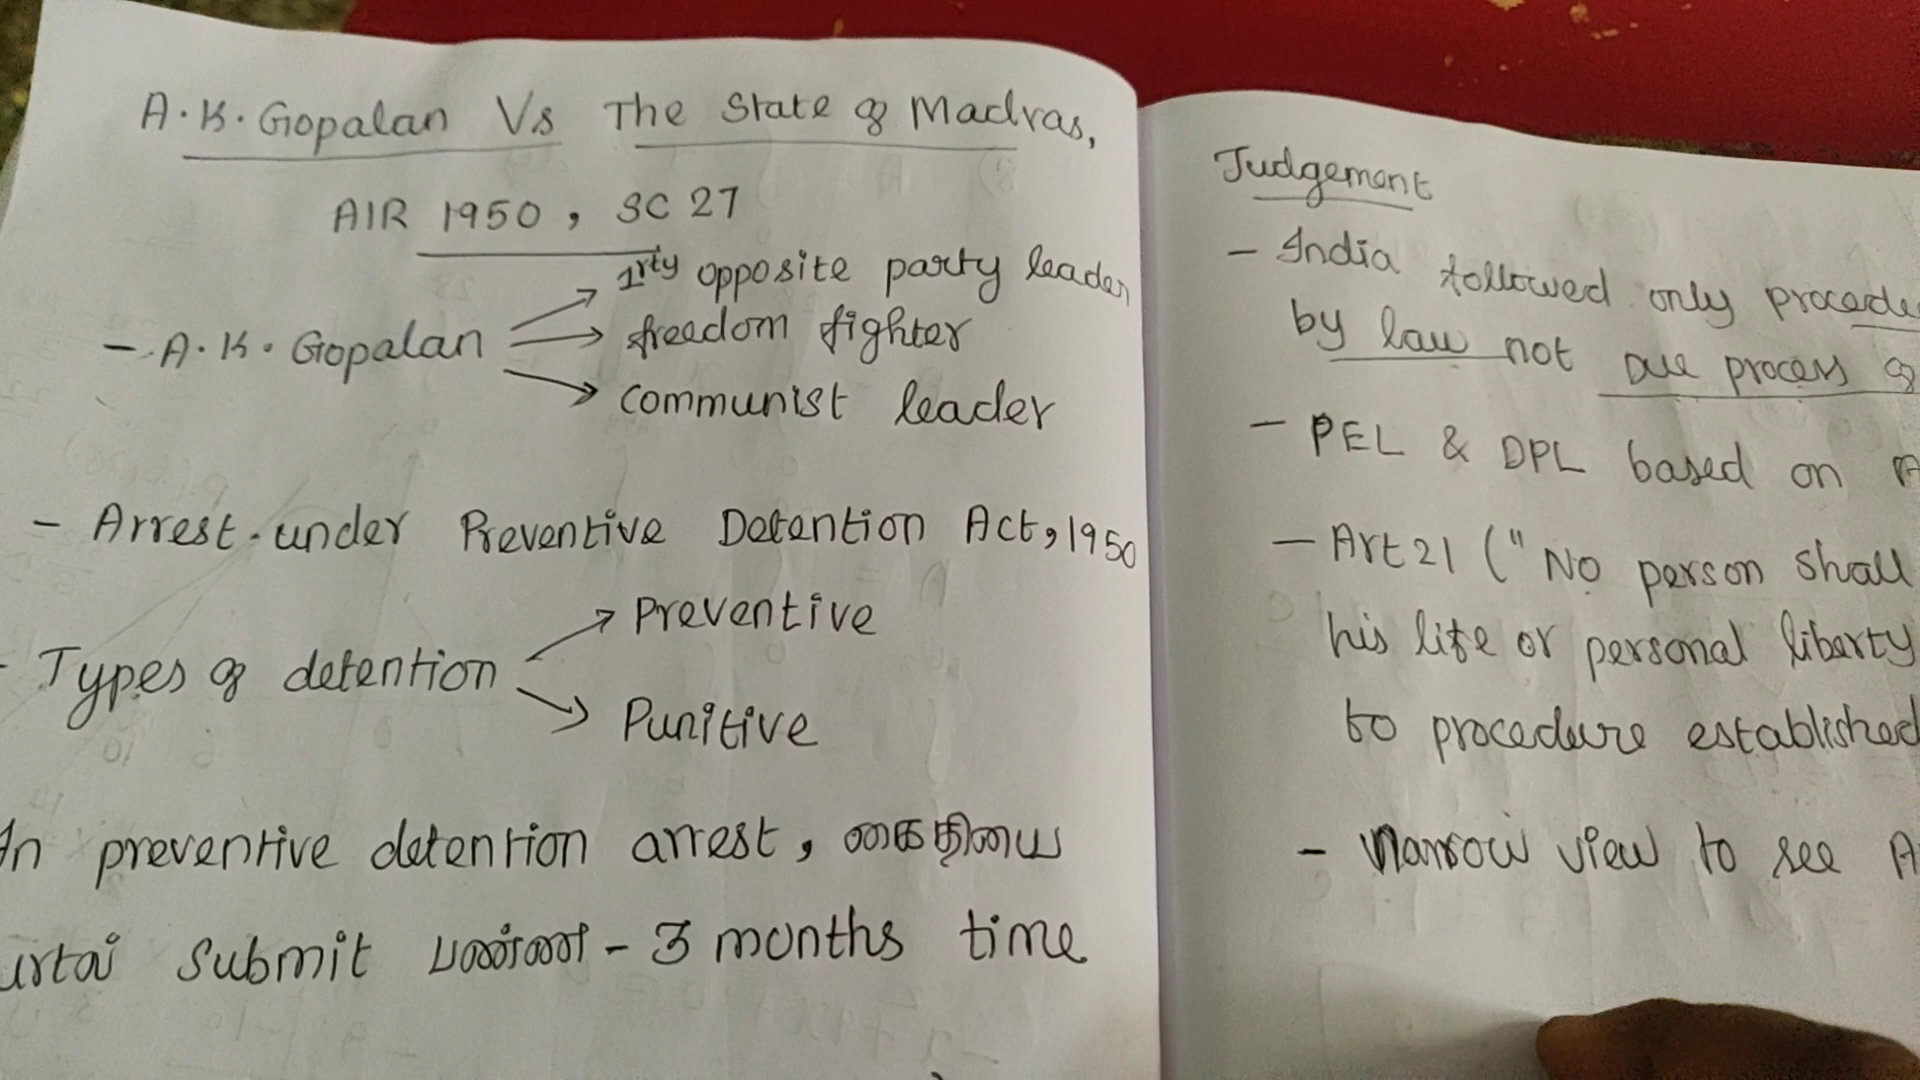 A.K. Gopalan Vs The State of Madras,
AIR 1950, SC 27
1rty opposite party leader
- A.K. Gopalan
freedom fighter
communist leader
- Arrest under Preventive Detention Act, 1950
Preventive
- Types of detention
Punitive
In preventive detention arrest, கைதியை
urtல் Submit பண்ண - 3 months time
Judgement
- India followed only procedu
by law not due process of
- PEL & DPL based on A
- Art 21 ("No person shall
his life or personal liberty
to procedure established
- Narrow view to see A